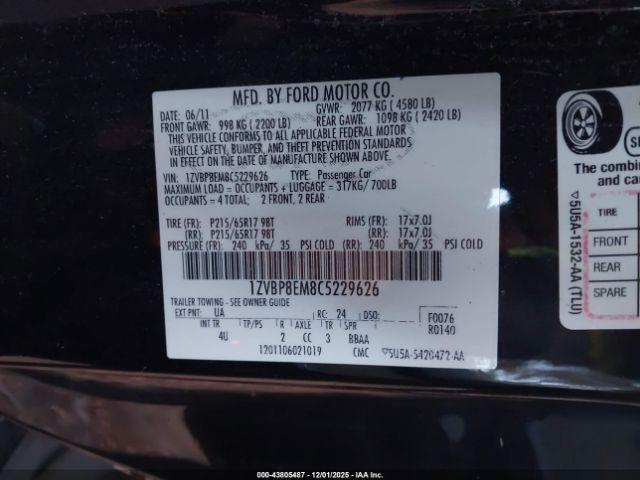 MFD. BY FORD MOTOR CO.
DATE: 06/11 GVWR: 2077 KG ( 4580 LB)
FRONT GAWR: 998 KG ( 2200 LB) REAR GAWR: 1098 KG ( 2420 LB)
THIS VEHICLE CONFORMS TO ALL APPLICABLE FEDERAL MOTOR
VEHICLE SAFETY, BUMPER, AND THEFT PREVENTION STANDARDS
IN EFFECT ON THE DATE OF MANUFACTURE SHOWN ABOVE.
VIN: 1ZVBP8EM8C5229626 TYPE: Passenger Car
MAXIMUM LOAD = OCCUPANTS + LUGGAGE = 317KG/ 700LB
OCCUPANTS = 4 TOTAL: 2 FRONT, 2 REAR
TIRE (FR): P215/65R17 98T RIMS (FR): 17x7.0J
(RR): P215/65R17 98T (RR): 17x7.0J
PRESSURE (FR): 240 kPa/ 35 PSI COLD (RR): 240 kPa/ 35 PSI COLD
1ZVBP8EM8C5229626
TRAILER TOWING - SEE OWNER GUIDE
EXT PNT: UA RC: 24 DSO: F0076
R0140
INT TR TP/PS R AXLE TR SPR
4U 2 CC 3 BBAA
1201106021019 CMC 5U5A-5420472-AA
The combin
and car
TIRE
FRONT
REAR
SPARE
5U5A-1532-AA (TLU)
00-43805487 - 12/01/2025 - Copyright IAA, LLC.